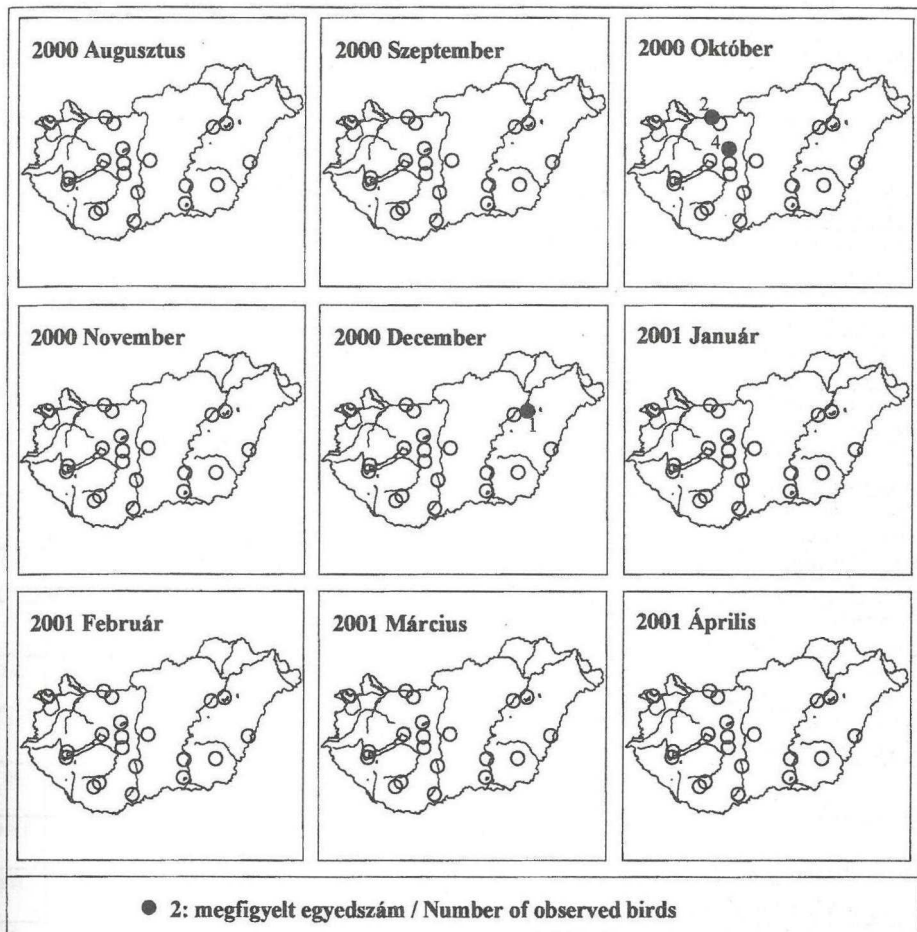 2000 Augusztus
2000 Szeptember
2000 Október
2
4
2000 November
2000 December
1
2001 Január
2001 Február
2001 Március
2001 Április
● 2: megfigyelt egyedszám / Number of observed birds